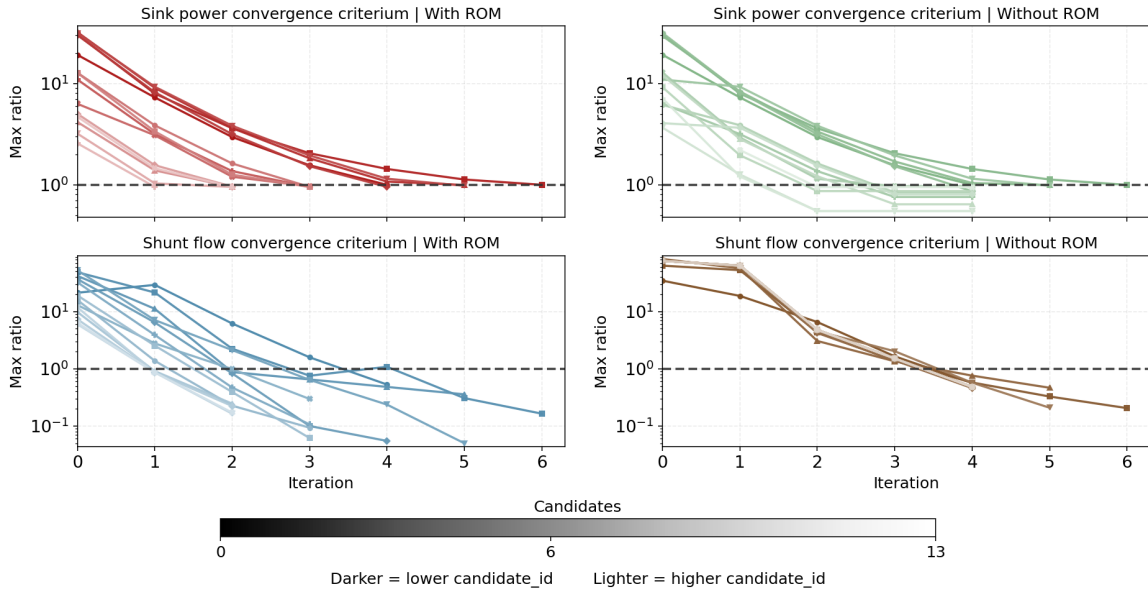 Sink power convergence criterium | With ROM
Sink power convergence criterium | Without ROM
Max ratio
10¹
10⁰
Max ratio
10¹
10⁰
Shunt flow convergence criterium | With ROM
Shunt flow convergence criterium | Without ROM
Max ratio
10¹
10⁰
10⁻¹
Max ratio
10¹
10⁰
10⁻¹
0 1 2 3 4 5 6
0 1 2 3 4 5 6
Iteration
Iteration
Candidates
0 6 13
Darker = lower candidate_id
Lighter = higher candidate_id